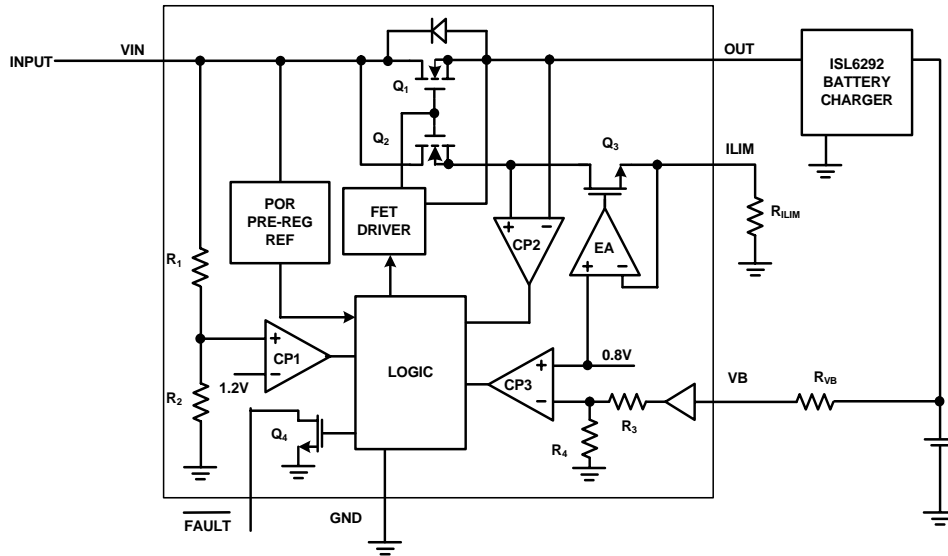 INPUT
VIN
OUT
ISL6292
BATTERY
CHARGER
Q1
Q2
Q3
ILIM
POR
PRE-REG
REF
FET
DRIVER
CP2
EA
RILIM
R1
CP1
1.2V
LOGIC
CP3
0.8V
VB
RVB
R2
R3
R4
Q4
FAULT
GND